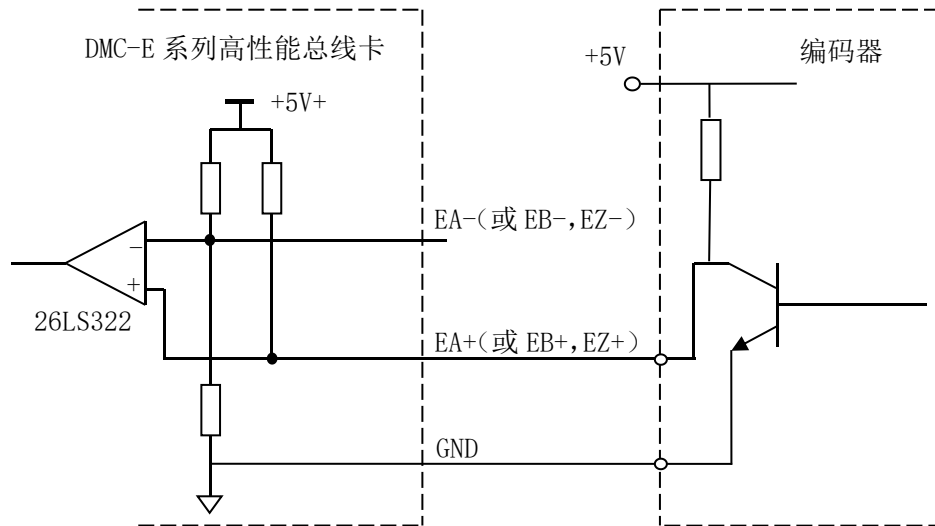 DMC-E 系列高性能总线卡
+5V
编码器
+5V+
EA-(或 EB-,EZ-)
−
+
26LS322
EA+(或 EB+,EZ+)
GND